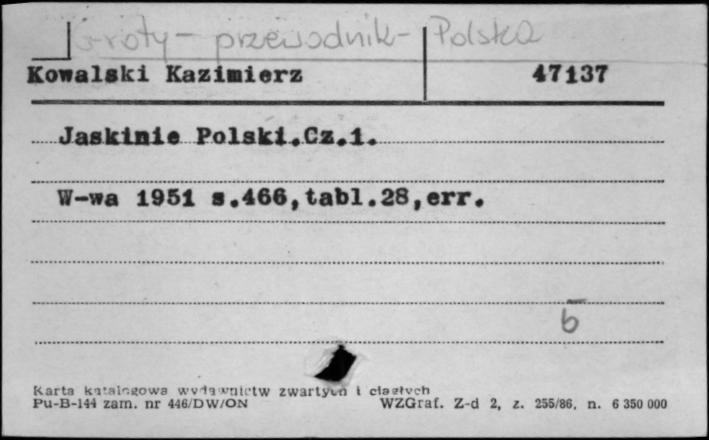 Groty - przewodnik - Polska
Kowalski Kazimierz 47137
Jaskinie Polski.Cz.1.
W-wa 1951 s.466,tabl.28,err.
5
Karta katalogowa wydawnictw zwartych i ciągłych
Pu-B-144 zam. nr 446/DW/ON WZGraf. Z-d 2, z. 255/86, n. 6 350 000